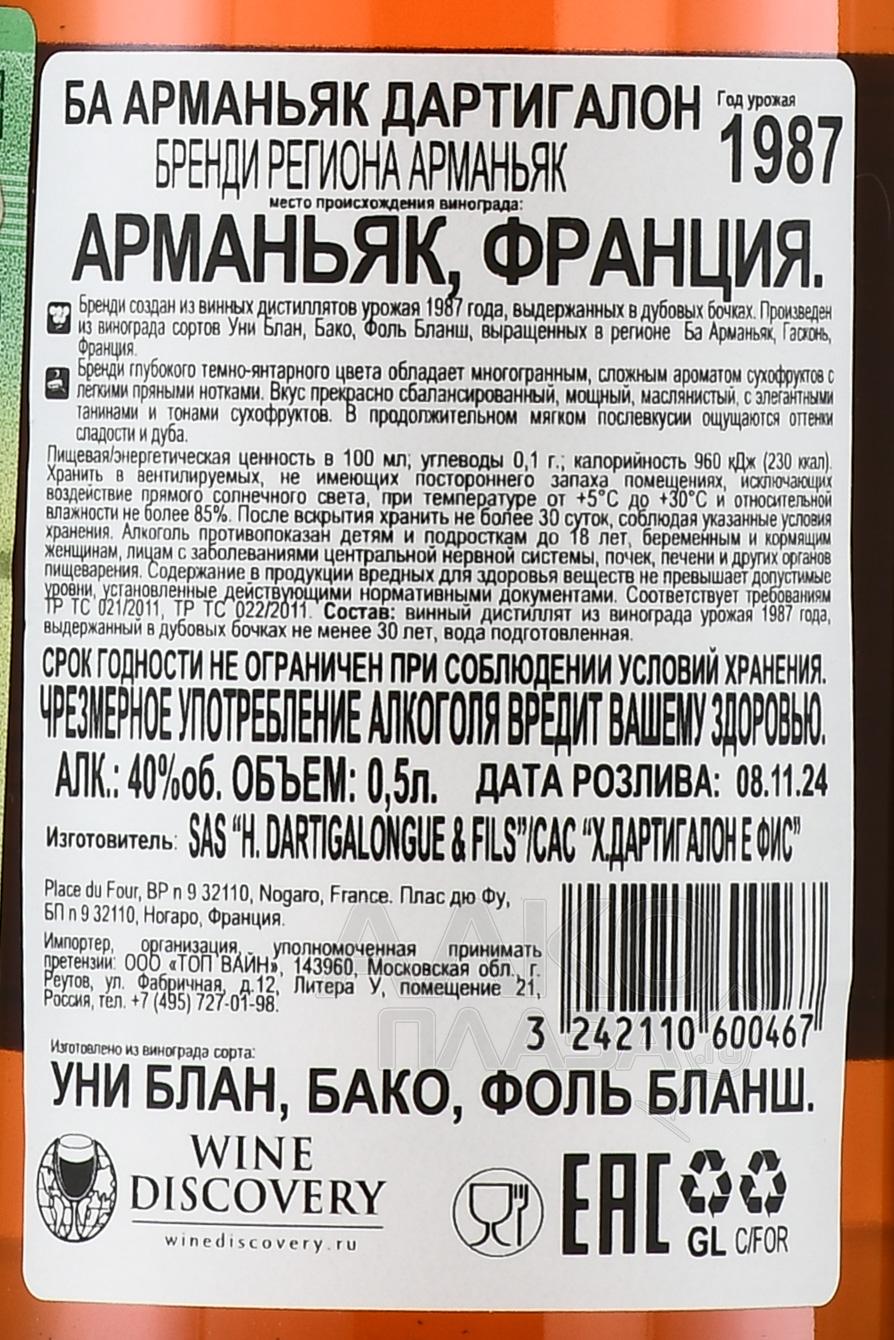 БА АРМАНЬЯК ДАРТИГАЛОН
Год урожая
1987
БРЕНДИ РЕГИОНА АРМАНЬЯК
место происхождения винограда:
АРМАНЬЯК, ФРАНЦИЯ.
Бренди создан из винных дистиллятов урожая 1987 года, выдержанных в дубовых бочках. Произведен
из винограда сортов Уни Блан, Бако, Фоль Бланш, выращенных в регионе Ба Арманьяк, Гасконь,
Франция.
Бренди глубокого темно-янтарного цвета обладает многогранным, сложным ароматом сухофруктов с
легкими пряными нотками. Вкус прекрасно сбалансированный, мощный, маслянистый, с элегантными
танинами и тонами сухофруктов. В продолжительном мягком послевкусии ощущаются оттенки
сладости и дуба.
Пищевая/энергетическая ценность в 100 мл; углеводы 0,1 г.; калорийность 960 кДж (230 ккал).
Хранить в вентилируемых, не имеющих постороннего запаха помещениях, исключающих
воздействие прямого солнечного света, при температуре от +5°С до +30°С и относительной
влажности не более 85%. После вскрытия хранить не более 30 суток, соблюдая указанные условия
хранения. Алкоголь противопоказан детям и подросткам до 18 лет, беременным и кормящим
женщинам, лицам с заболеваниями центральной нервной системы, почек, печени и других органов
пищеварения. Содержание в продукции вредных для здоровья веществ не превышает допустимые
уровни, установленные действующими нормативными документами. Соответствует требованиям
ТР ТС 021/2011, ТР ТС 022/2011. Состав: винный дистиллят из винограда урожая 1987 года,
выдержанный в дубовых бочках не менее 30 лет, вода подготовленная.
СРОК ГОДНОСТИ НЕ ОГРАНИЧЕН ПРИ СОБЛЮДЕНИИ УСЛОВИЙ ХРАНЕНИЯ.
ЧРЕЗМЕРНОЕ УПОТРЕБЛЕНИЕ АЛКОГОЛЯ ВРЕДИТ ВАШЕМУ ЗДОРОВЬЮ.
АЛК.: 40%об. ОБЪЕМ: 0,5л. ДАТА РОЗЛИВА: 08.11.24
Изготовитель: SAS “H. DARTIGALONGUE & FILS”/САС “Х.ДАРТИГАЛОН Е ФИС”
Place du Four, BP n 9 32110, Nogaro, France. Плас дю Фу,
БП n 9 32110, Ногаро, Франция.
Импортер, организация, уполномоченная принимать
претензии: ООО «ТОП ВАЙН», 143960, Московская обл., г.
Реутов, ул. Фабричная, д.12, Литера У, помещение 21,
Россия, тел. +7 (495) 727-01-98.
3 242110 600467
Изготовлено из винограда сорта:
УНИ БЛАН, БАКО, ФОЛЬ БЛАНШ.
WINE
DISCOVERY
winediscovery.ru
EAC
GL C/FOR
АЛКО
ПЛАЗА.ру